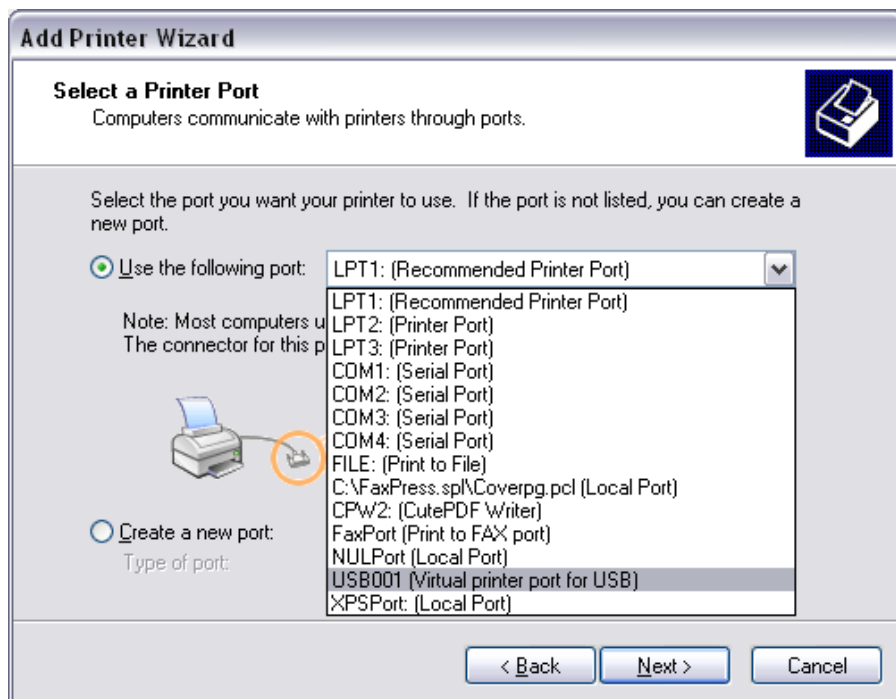 Add Printer Wizard
Select a Printer Port
Computers communicate with printers through ports.
Select the port you want your printer to use. If the port is not listed, you can create a
new port.
Use the following port:
LPT1: (Recommended Printer Port)
LPT1: (Recommended Printer Port)
Note: Most computers u
LPT2: (Printer Port)
The connector for this p
LPT3: (Printer Port)
COM1: (Serial Port)
COM2: (Serial Port)
COM3: (Serial Port)
COM4: (Serial Port)
FILE: (Print to File)
C:\FaxPress.spl\Coverpg.pcl (Local Port)
CPW2: (CutePDF Writer)
Create a new port:
FaxPort (Print to FAX port)
Type of port:
NULPort (Local Port)
USB001 (Virtual printer port for USB)
XPSPort: (Local Port)
< Back
Next >
Cancel